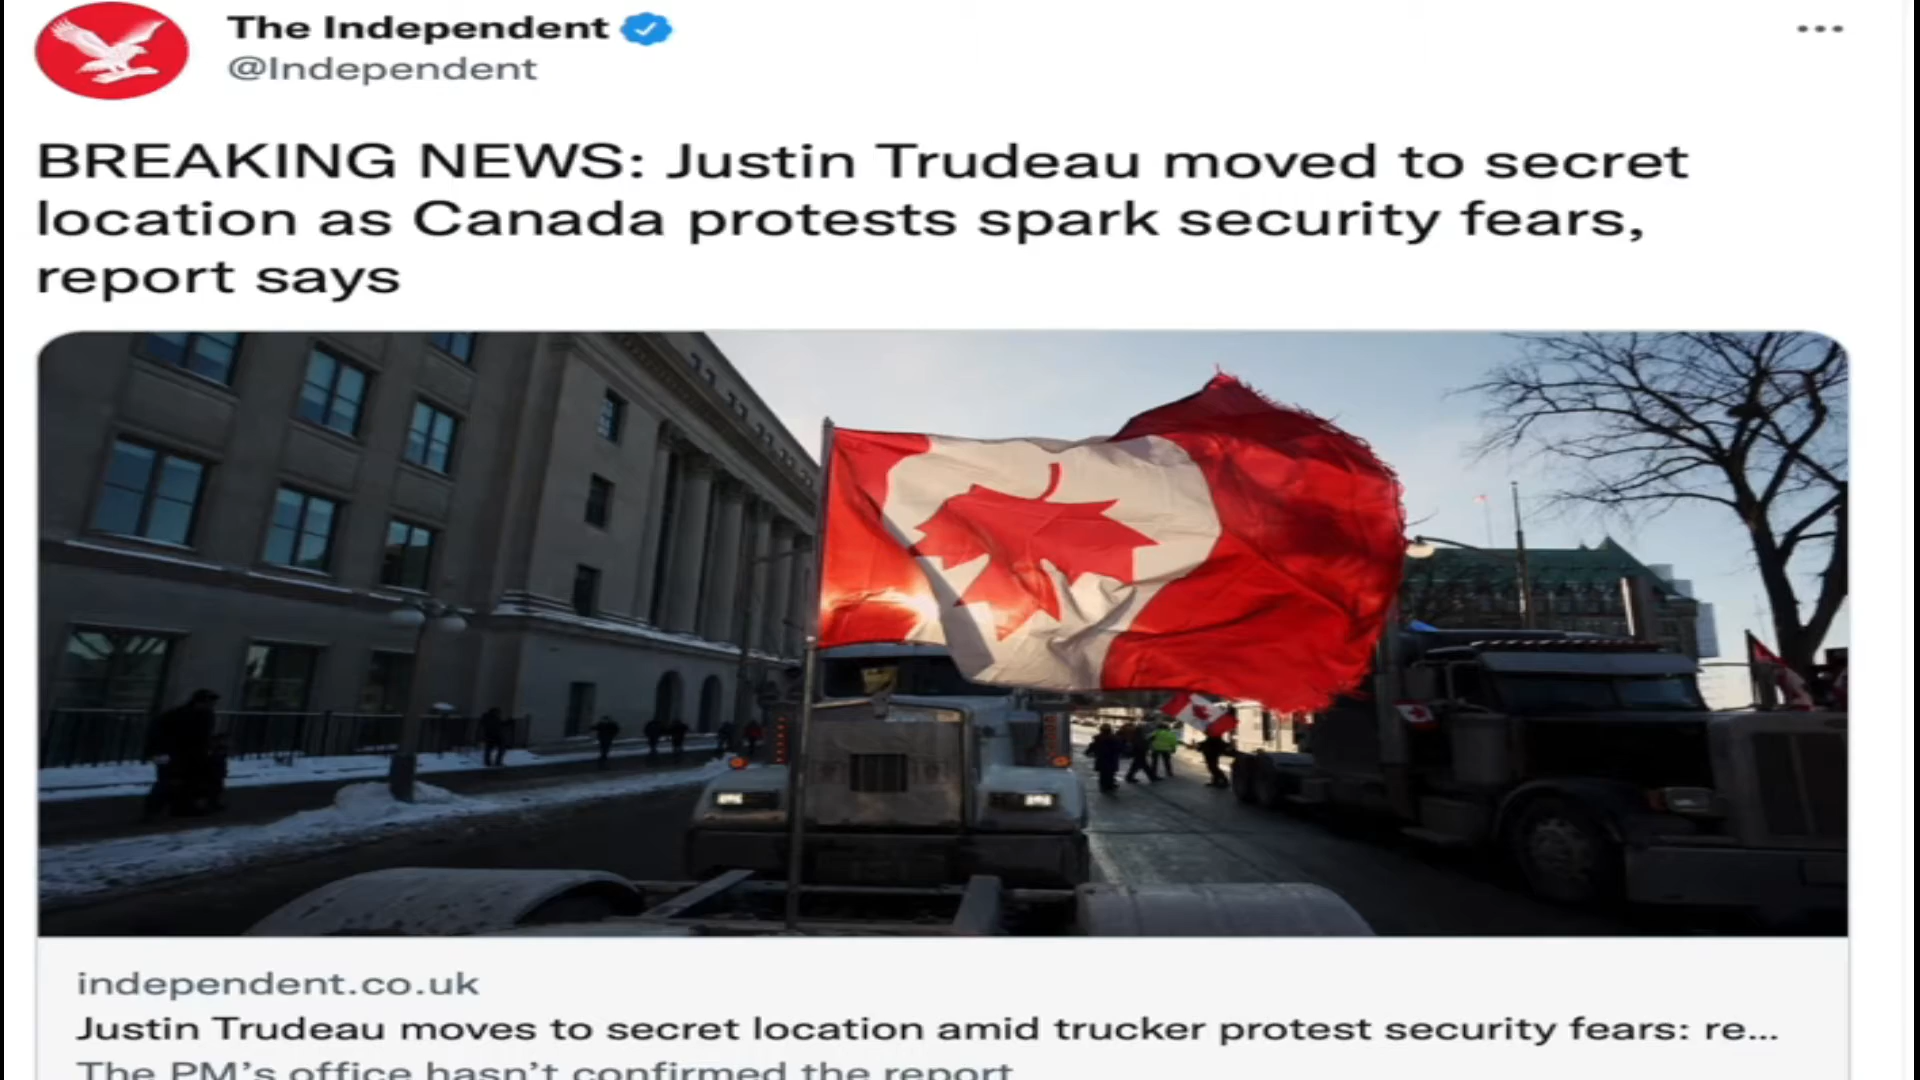 The Independent
@Independent
BREAKING NEWS: Justin Trudeau moved to secret
location as Canada protests spark security fears,
report says
independent.co.uk
Justin Trudeau moves to secret location amid trucker protest security fears: re...
The PM's office hasn't confirmed the report